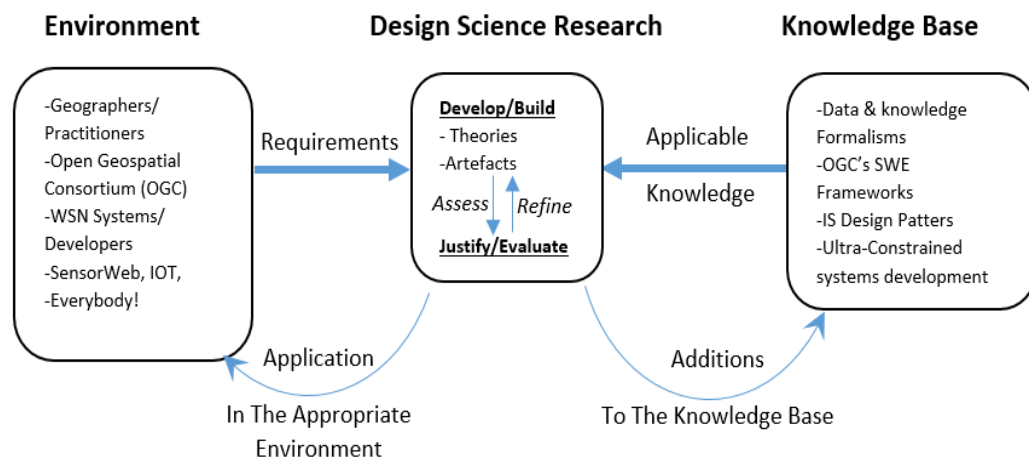 Environment
Design Science Research
Knowledge Base
-Geographers/
Practitioners
-Open Geospatial
Consortium (OGC)
-WSN Systems/
Developers
-SensorWeb, IOT,
-Everybody!
Requirements
Develop/Build
- Theories
-Artefacts
Assess
Refine
Justify/Evaluate
Applicable
Knowledge
-Data & knowledge
Formalisms
-OGC’s SWE
Frameworks
-IS Design Patters
-Ultra-Constrained
systems development
Application
In The Appropriate
Environment
Additions
To The Knowledge Base